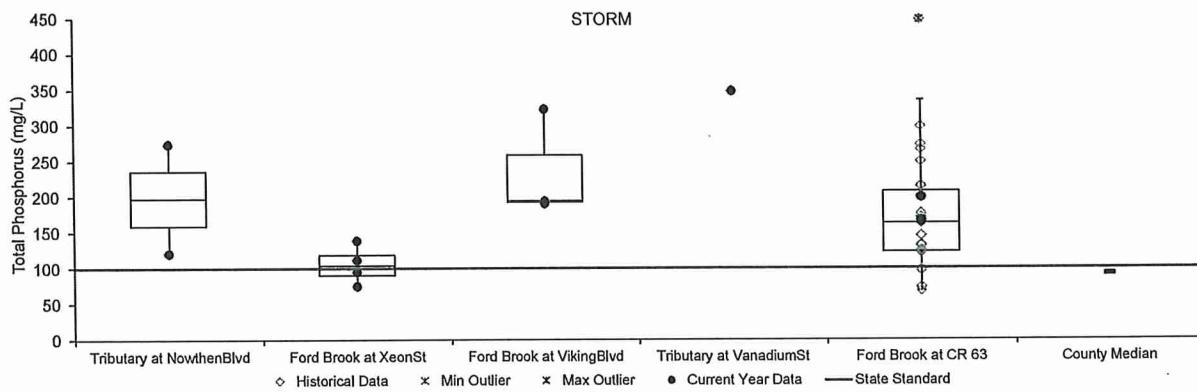 STORM
Total Phosphorus (mg/L)
450
400
350
300
250
200
150
100
50
0
Tributary at NowthenBlvd
Ford Brook at XeonSt
Ford Brook at VikingBlvd
Tributary at VanadiumSt
Ford Brook at CR 63
County Median
Historical Data
Min Outlier
Max Outlier
Current Year Data
State Standard